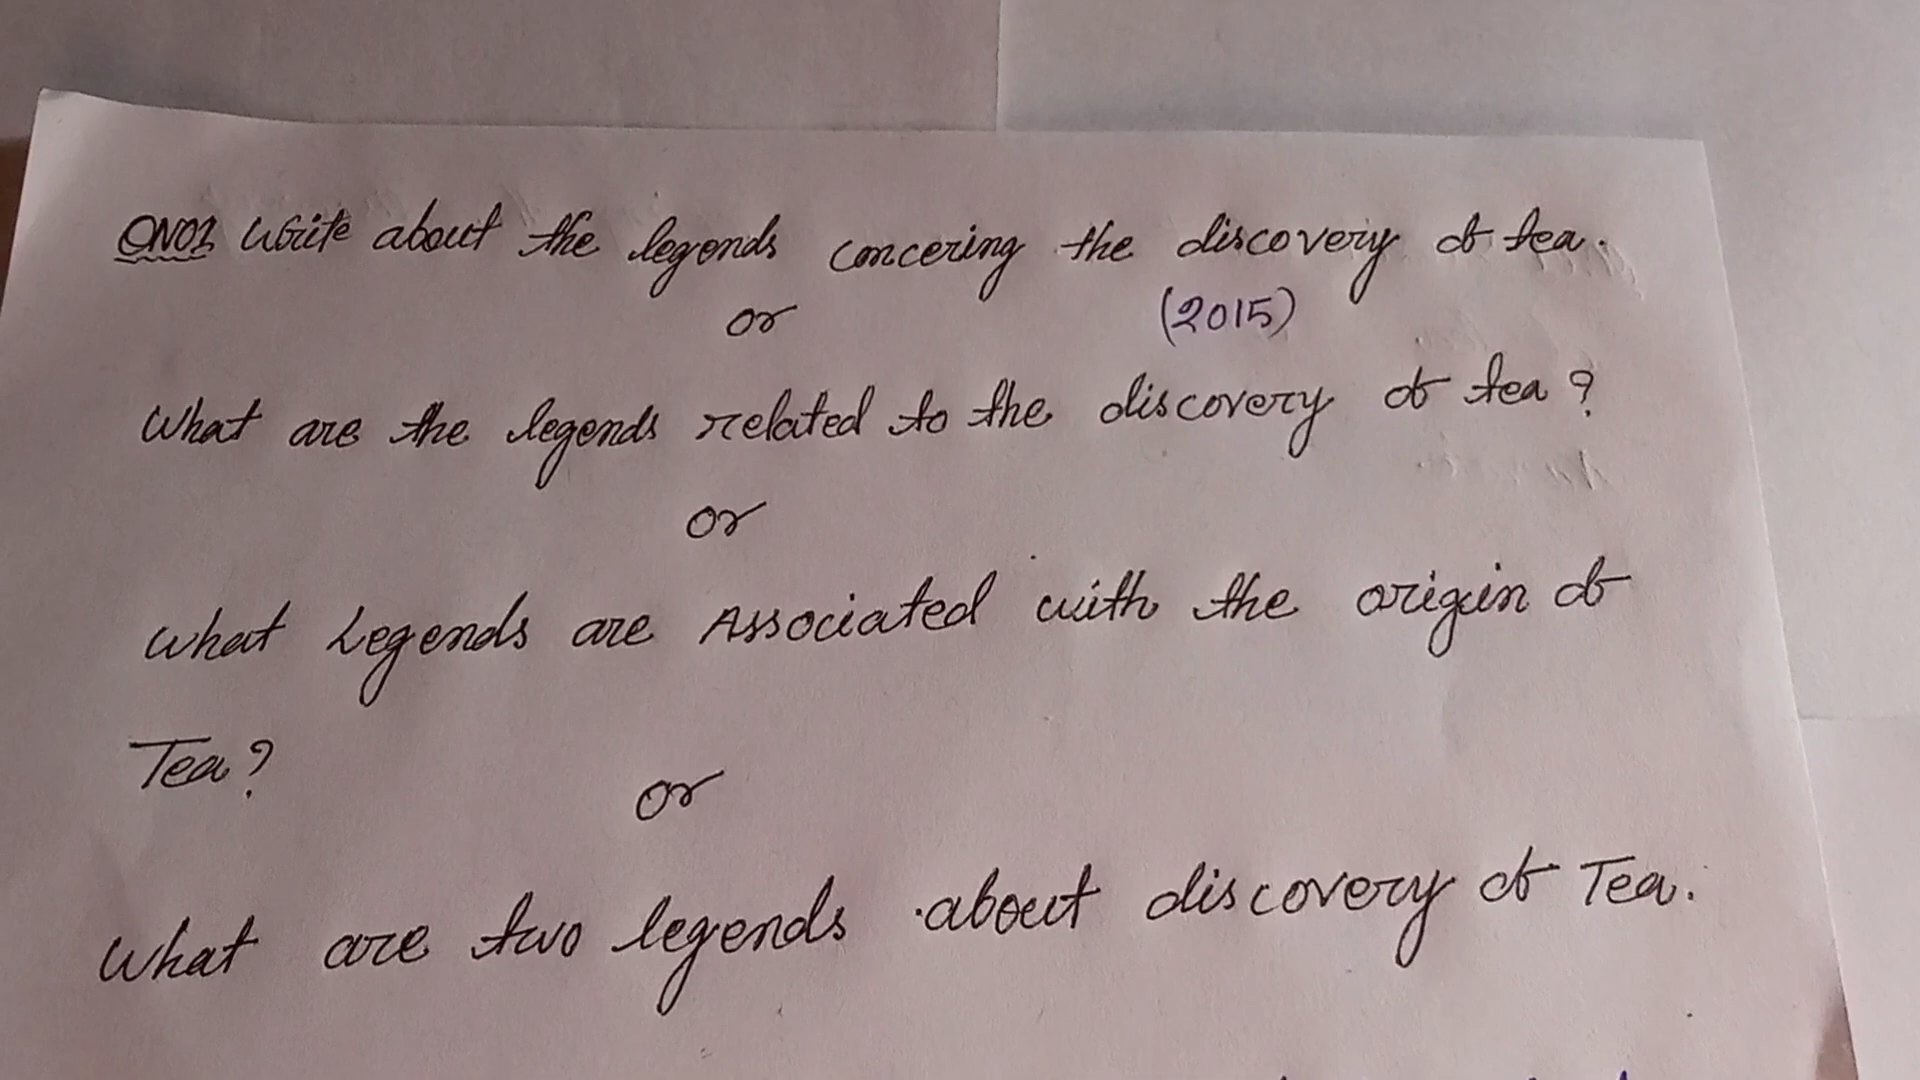 QNO1 Write about the legends concering the discovery of tea.
or (2015)
What are the legends related to the discovery of tea?
or
What Legends are Associated with the origin of
Tea?
or
What are two legends about discovery of Tea.